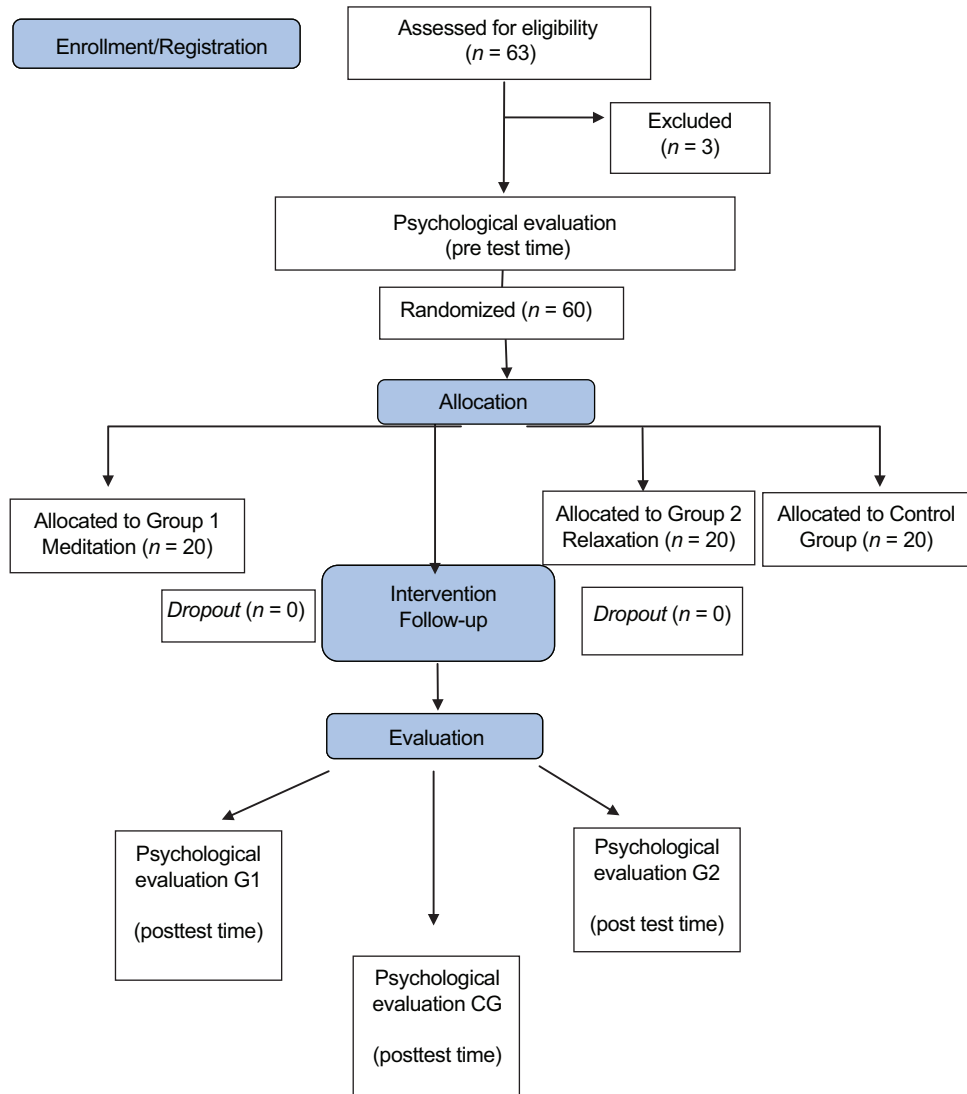 Enrollment/Registration
Assessed for eligibility
(n = 63)
Excluded
(n = 3)
Psychological evaluation
(pre test time)
Randomized (n = 60)
Allocation
Allocated to Group 1
Meditation (n = 20)
Allocated to Group 2
Relaxation (n = 20)
Allocated to Control
Group (n = 20)
Dropout (n = 0)
Intervention
Follow-up
Dropout (n = 0)
Evaluation
Psychological
evaluation G1
(posttest time)
Psychological
evaluation CG
(posttest time)
Psychological
evaluation G2
(post test time)